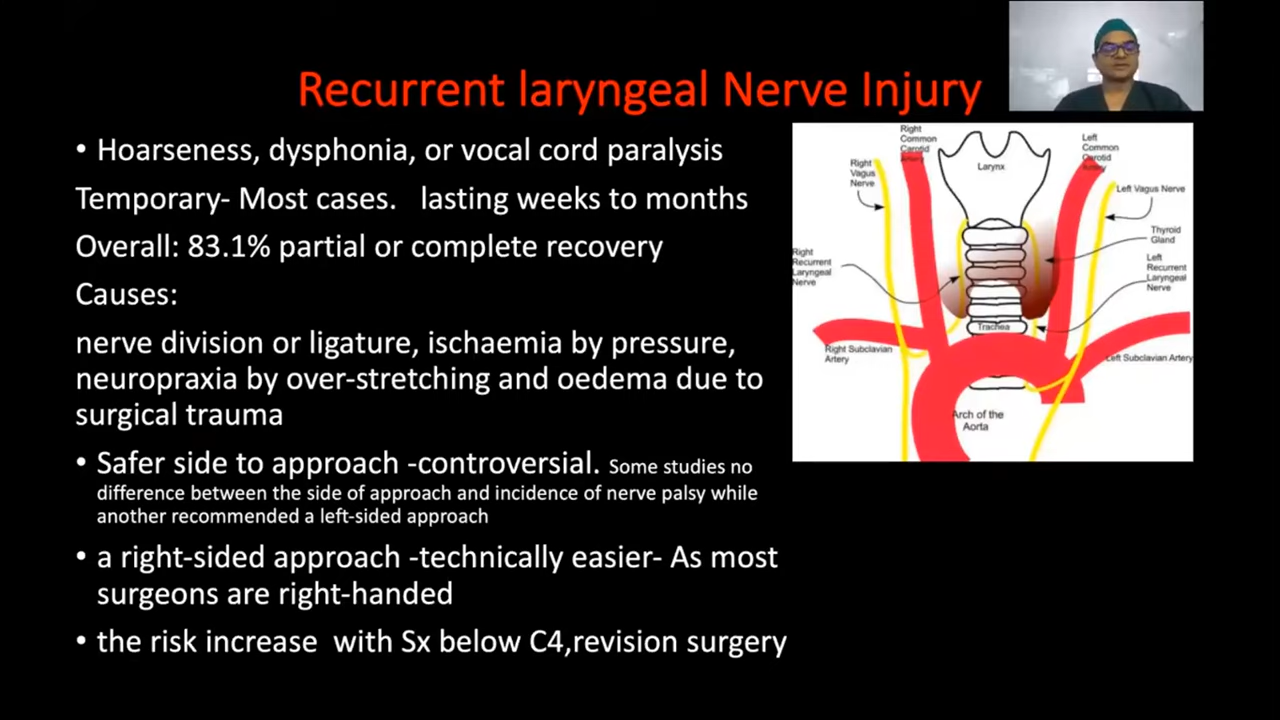 Recurrent laryngeal Nerve Injury
• Hoarseness, dysphonia, or vocal cord paralysis
Temporary- Most cases. lasting weeks to months
Overall: 83.1% partial or complete recovery
Causes:
nerve division or ligature, ischaemia by pressure,
neuropraxia by over-stretching and oedema due to
surgical trauma
• Safer side to approach -controversial. Some studies no
difference between the side of approach and incidence of nerve palsy while
another recommended a left-sided approach
• a right-sided approach -technically easier- As most
surgeons are right-handed
• the risk increase with Sx below C4,revision surgery
Right
Common
Carotid
Artery
Left
Common
Carotid
Artery
Larynx
Right
Vagus
Nerve
Left Vagus Nerve
Thyroid
Gland
Right
Recurrent
Laryngeal
Nerve
Left
Recurrent
Laryngeal
Nerve
Trachea
Right Subclavian
Artery
Left Subclavian Artery
Arch of the
Aorta